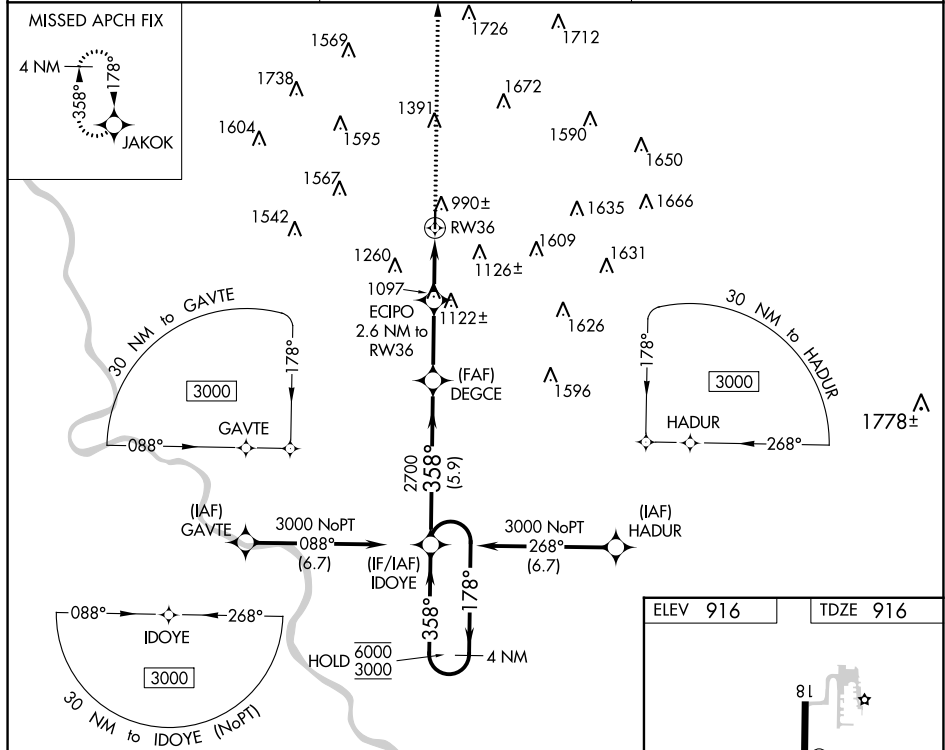 MISSED APCH FIX
4 NM
358°
178°
JAKOK
1726
1712
1569
1738
1672
1391
1604
1595
1590
1650
1567
990±
1635
1666
1542
RW36
1260
1126±
1609
1631
1097
ECIPO
2.6 NM to
RW36
1122±
1626
30 NM to GAVTE
178°
3000
GAVTE
088°
(FAF)
DEGCE
1596
30 NM to HADUR
178°
3000
HADUR
268°
1778±
2700
358°
(5.9)
(IAF)
GAVTE
3000 NoPT
088°
(6.7)
(IF/IAF)
IDOYE
3000 NoPT
268°
(6.7)
(IAF)
HADUR
358°
178°
HOLD
6000
3000
4 NM
088°
268°
IDOYE
3000
30 NM to IDOYE (NoPT)
ELEV 916
TDZE 916
18